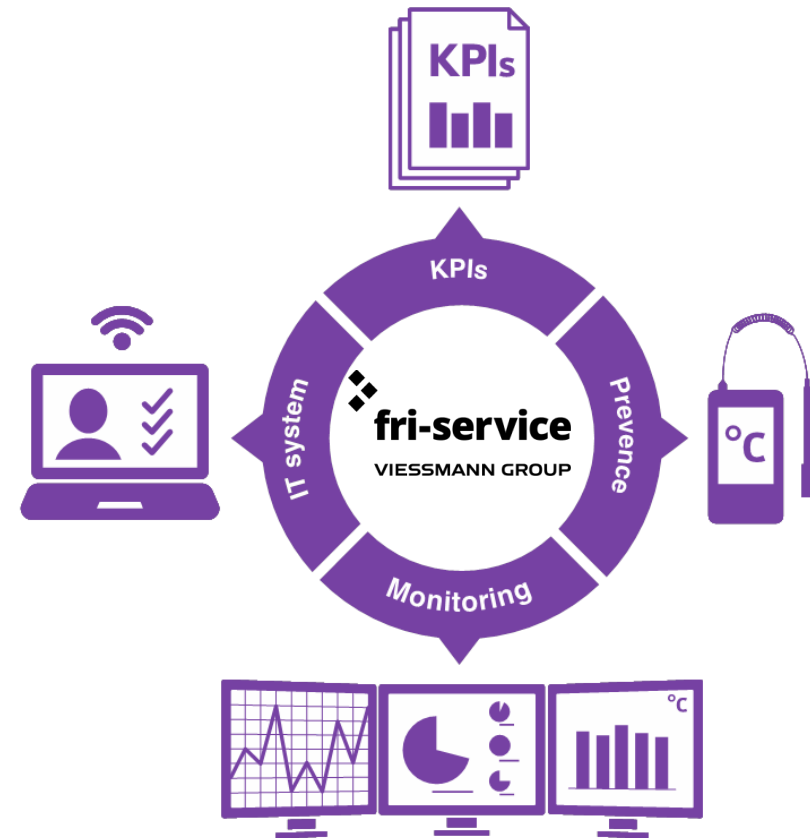 KPIs
KPIs
IT system
fri-service
VIESSMANN GROUP
Prevence
°C
Monitoring
°C